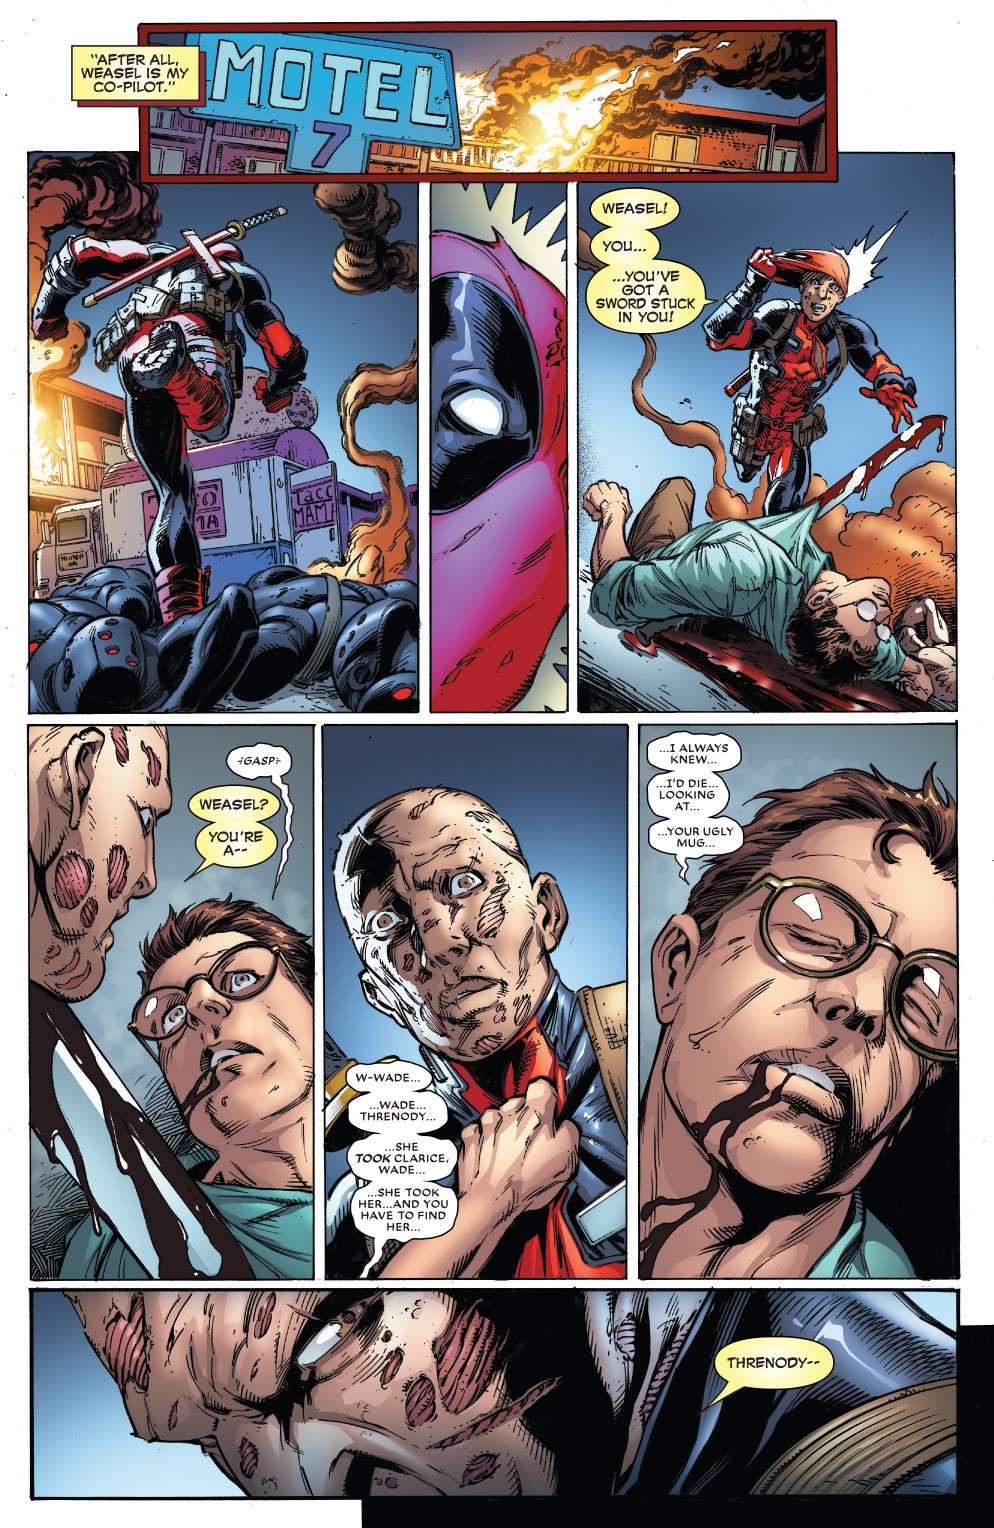 "AFTER ALL,
WEASEL IS MY
CO-PILOT."
MOTEL
7
TACO
MAMA
MA
WEASEL!
YOU...
...YOU'VE
GOT A
SWORD STUCK
IN YOU!
÷GASP÷
WEASEL?
YOU'RE
A--
W-WADE...
...WADE...
THRENODY...
...SHE
TOOK CLARICE,
WADE...
...SHE TOOK
HER...AND YOU
HAVE TO FIND
HER...
...I ALWAYS
KNEW...
...I'D DIE...
LOOKING
AT...
...YOUR UGLY
MUG...
THRENODY--